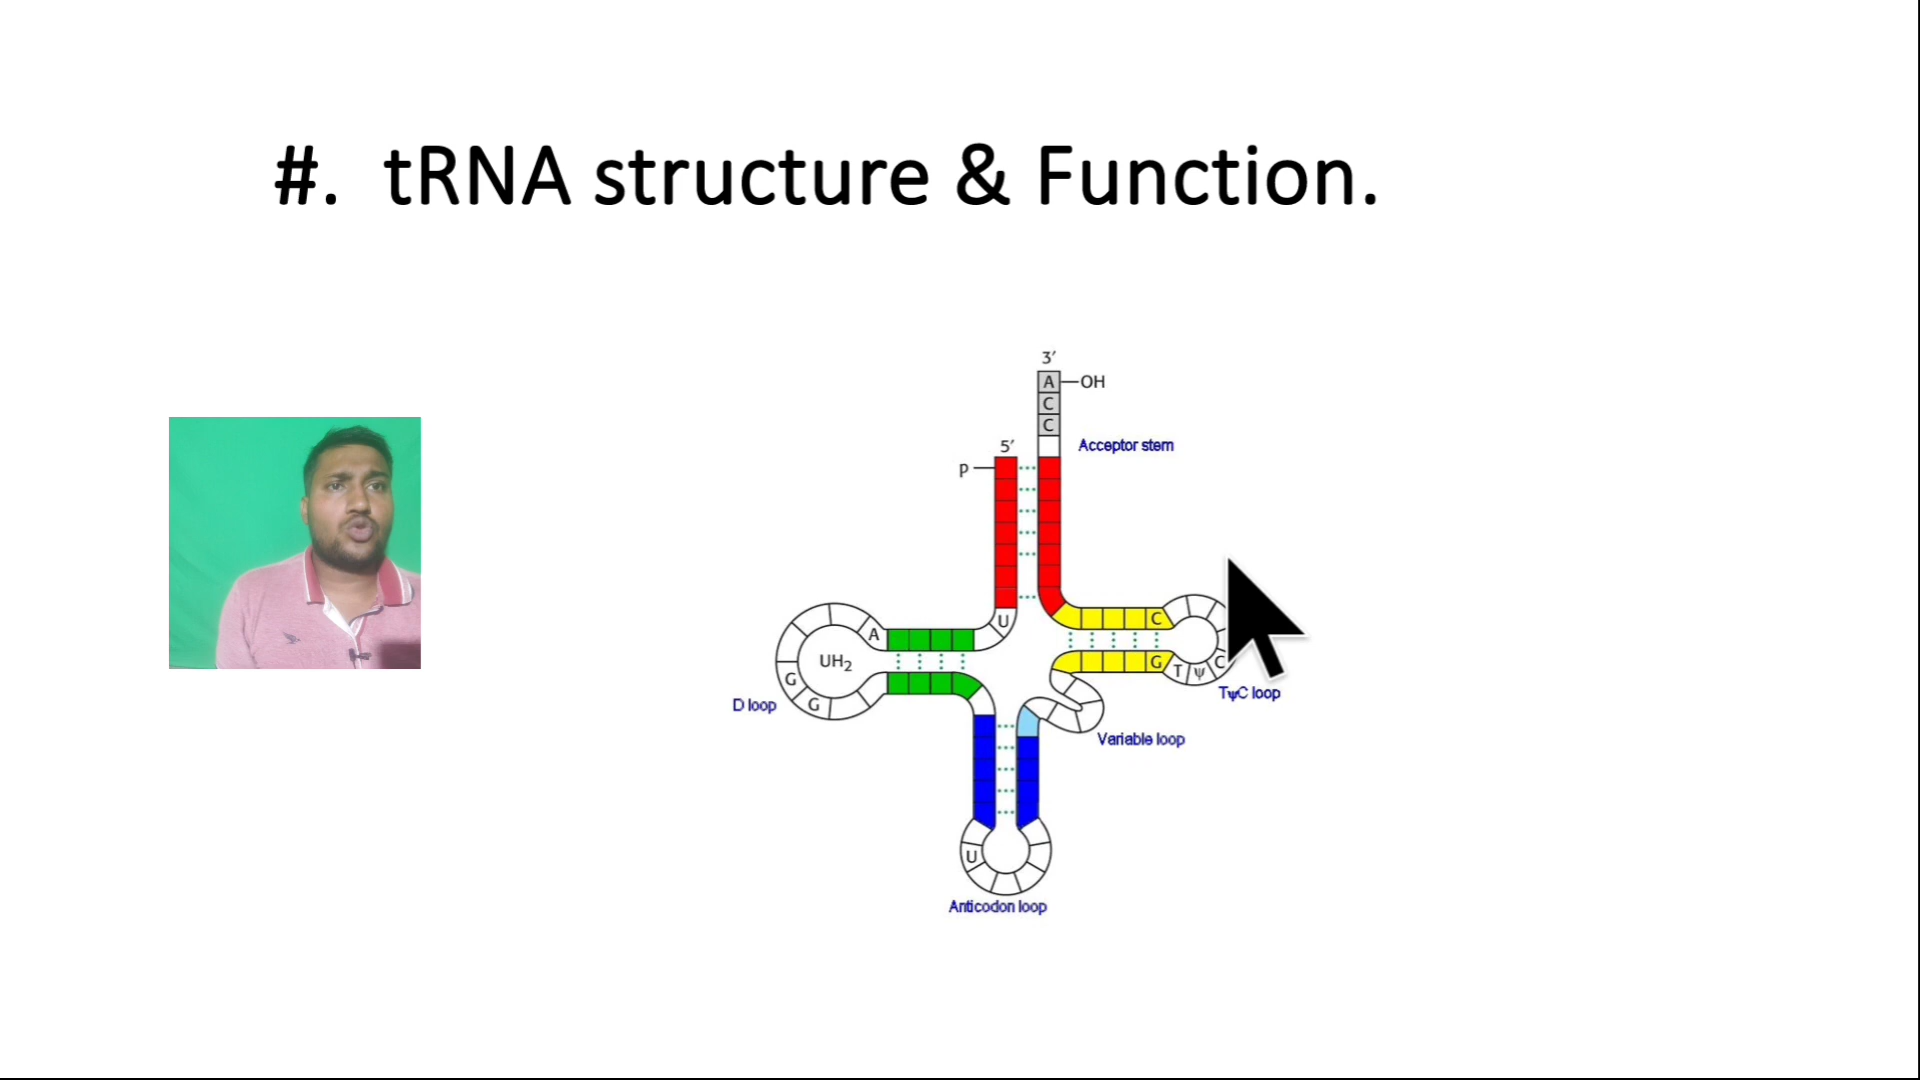 #. tRNA structure & Function.
3′
A OH
C
C
Acceptor stem
5′
p
U
A
C
UH₂
G
G
G
T
ψ
C
D loop
TψC loop
Variable loop
U
Anticodon loop